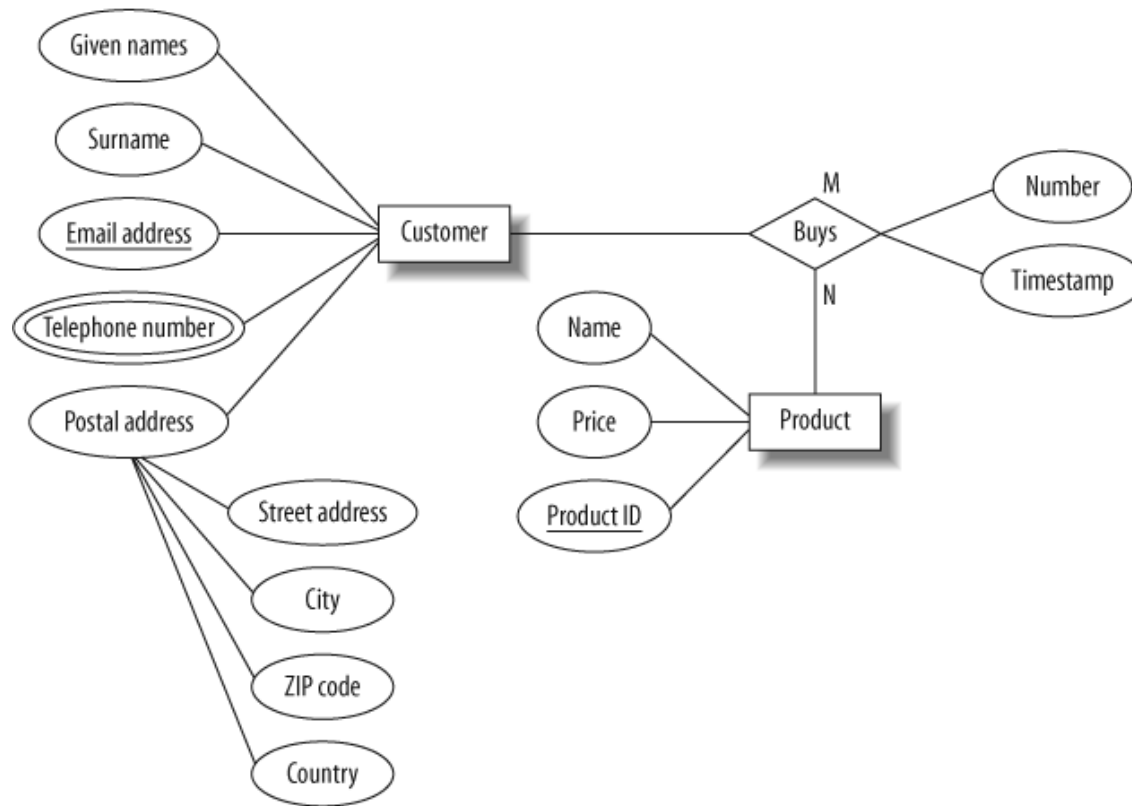 Given names
Surname
Email address
Telephone number
Postal address
Street address
City
ZIP code
Country
Customer
M
Buys
N
Number
Timestamp
Name
Price
Product ID
Product